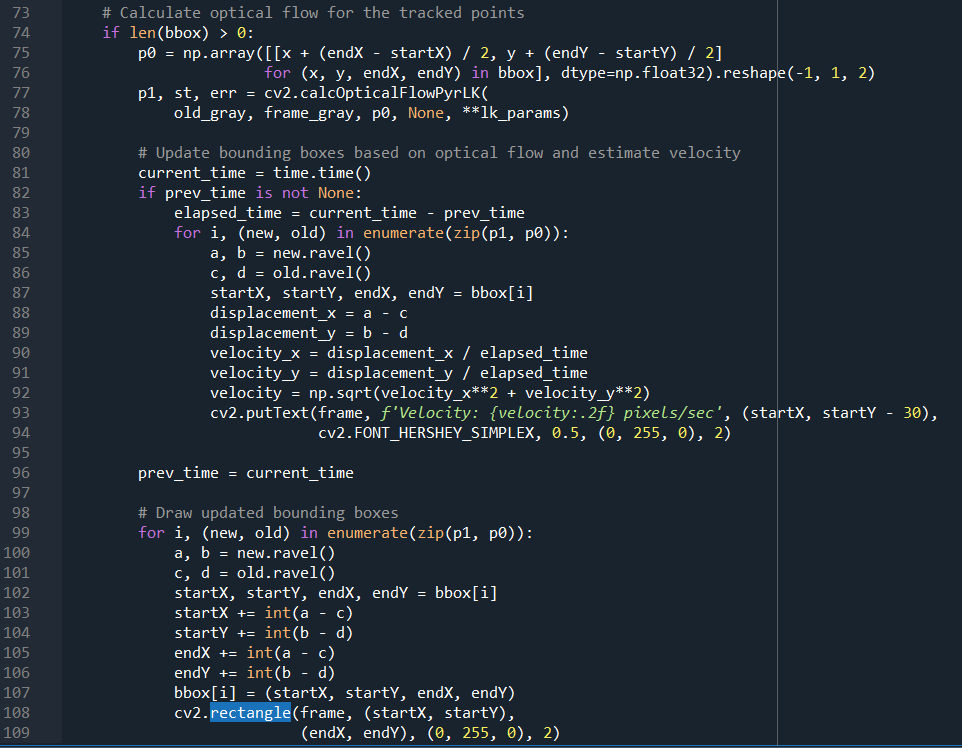 73 # Calculate optical flow for the tracked points
74 if len(bbox) > 0:
75 p0 = np.array([[x + (endX - startX) / 2, y + (endY - startY) / 2]
76 for (x, y, endX, endY) in bbox], dtype=np.float32).reshape(-1, 1, 2)
77 p1, st, err = cv2.calcOpticalFlowPyrLK(
78 old_gray, frame_gray, p0, None, **lk_params)
79
80 # Update bounding boxes based on optical flow and estimate velocity
81 current_time = time.time()
82 if prev_time is not None:
83 elapsed_time = current_time - prev_time
84 for i, (new, old) in enumerate(zip(p1, p0)):
85 a, b = new.ravel()
86 c, d = old.ravel()
87 startX, startY, endX, endY = bbox[i]
88 displacement_x = a - c
89 displacement_y = b - d
90 velocity_x = displacement_x / elapsed_time
91 velocity_y = displacement_y / elapsed_time
92 velocity = np.sqrt(velocity_x**2 + velocity_y**2)
93 cv2.putText(frame, f'Velocity: {velocity:.2f} pixels/sec', (startX, startY - 30),
94 cv2.FONT_HERSHEY_SIMPLEX, 0.5, (0, 255, 0), 2)
95
96 prev_time = current_time
97
98 # Draw updated bounding boxes
99 for i, (new, old) in enumerate(zip(p1, p0)):
100 a, b = new.ravel()
101 c, d = old.ravel()
102 startX, startY, endX, endY = bbox[i]
103 startX += int(a - c)
104 startY += int(b - d)
105 endX += int(a - c)
106 endY += int(b - d)
107 bbox[i] = (startX, startY, endX, endY)
108 cv2.rectangle(frame, (startX, startY),
109 (endX, endY), (0, 255, 0), 2)